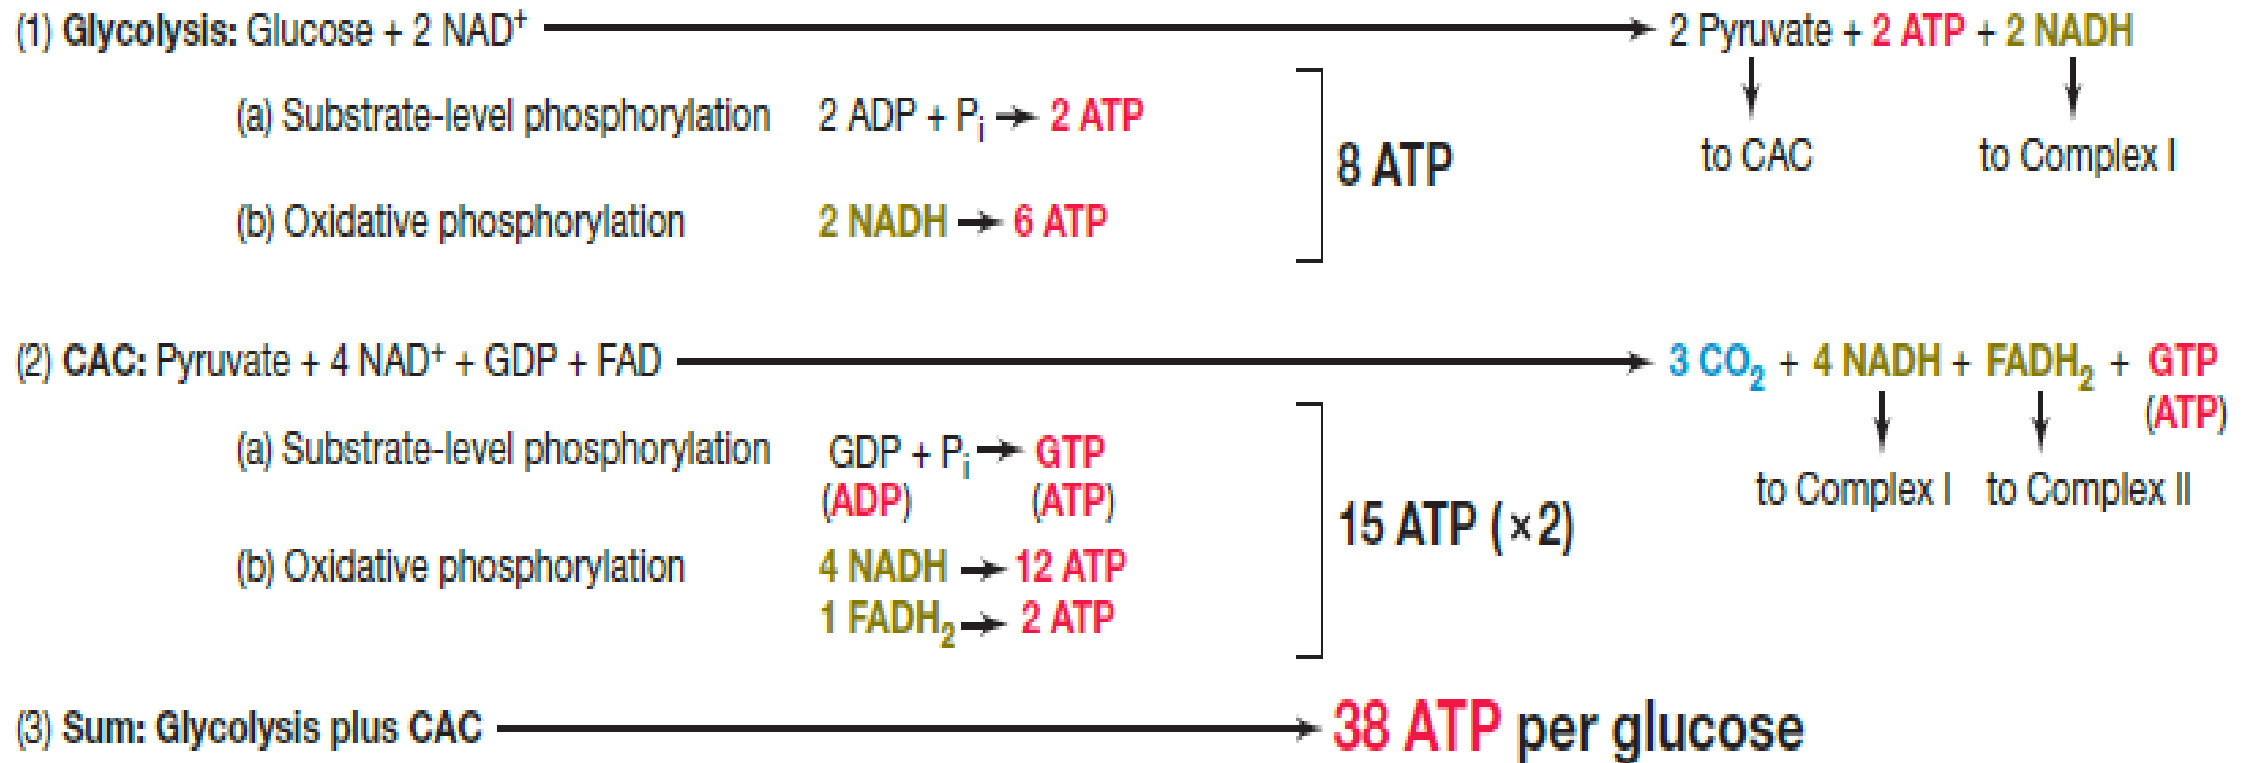 (1) Glycolysis: Glucose + 2 NAD⁺ → 2 Pyruvate + 2 ATP + 2 NADH
to CAC to Complex I
(a) Substrate-level phosphorylation 2 ADP + Pᵢ → 2 ATP
8 ATP
(b) Oxidative phosphorylation 2 NADH → 6 ATP
(2) CAC: Pyruvate + 4 NAD⁺ + GDP + FAD → 3 CO₂ + 4 NADH + FADH₂ + GTP
(ATP)
to Complex I to Complex II
(a) Substrate-level phosphorylation GDP + Pᵢ → GTP
(ADP) (ATP)
15 ATP (×2)
(b) Oxidative phosphorylation 4 NADH → 12 ATP
1 FADH₂ → 2 ATP
(3) Sum: Glycolysis plus CAC → 38 ATP per glucose